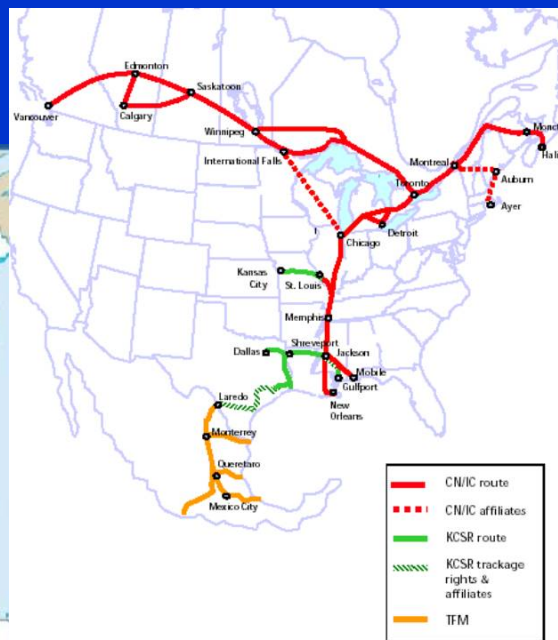 Edmonton
Saskatoon
Vancouver
Calgary
Winnipeg
International Falls
Montreal
Auburn
Toronto
Ayer
Detroit
Chicago
Kansas
City
St. Louis
Memphis
Shreveport
Dallas
Jackson
Mobile
Gulfport
New
Orleans
Laredo
Monterrey
Queretaro
Mexico City
CN/IC route
CN/IC affiliates
KCSR route
KCSR trackage
rights &
affiliates
TFM